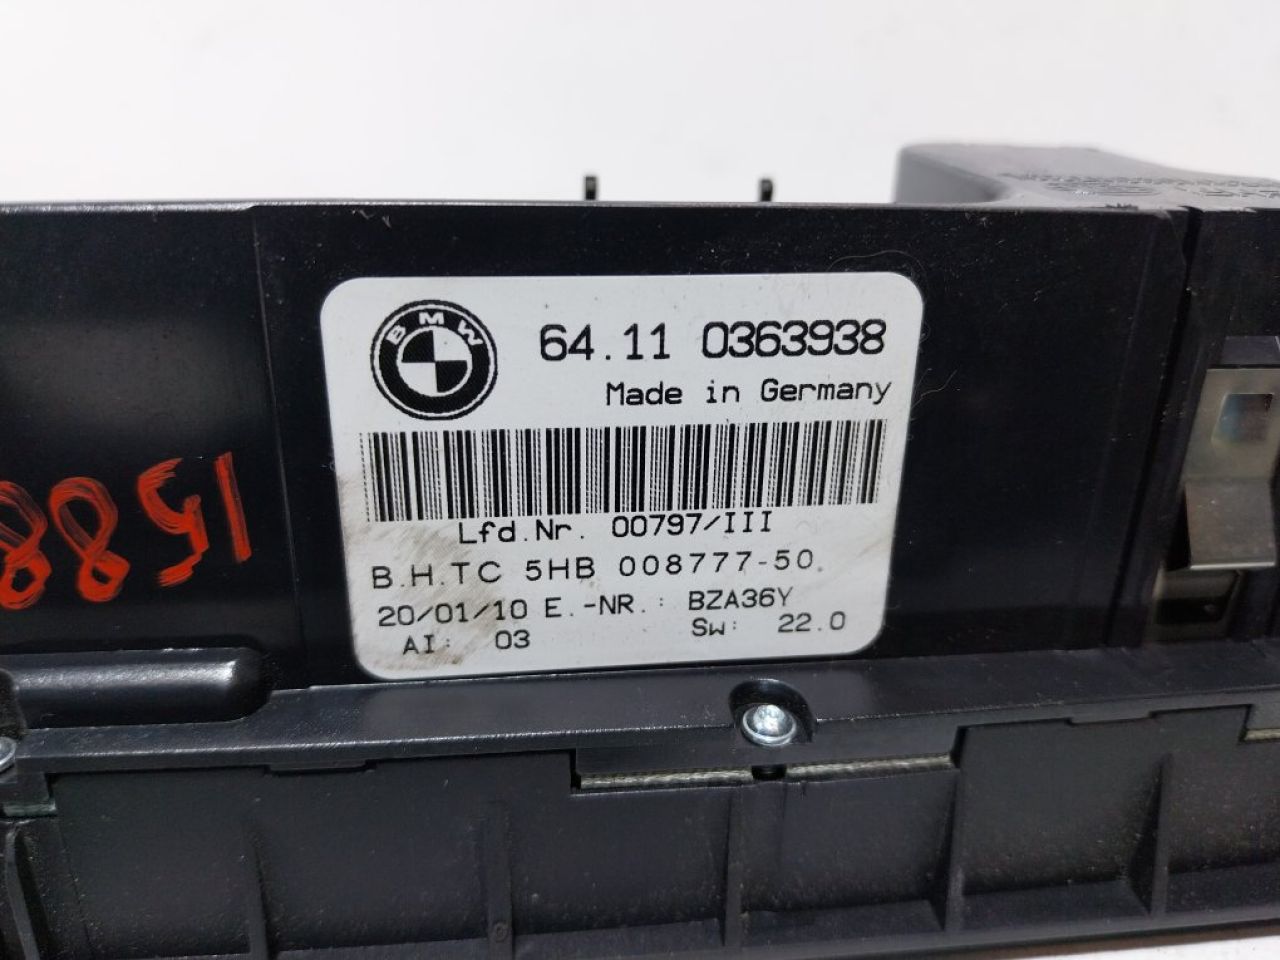 BMW
64.11 0363938
Made in Germany
Lfd.Nr. 00797/III
B.H.TC 5HB 008777-50.
20/01/10 E.-NR.: BZA36Y
AI: 03 Sw: 22.0
1588